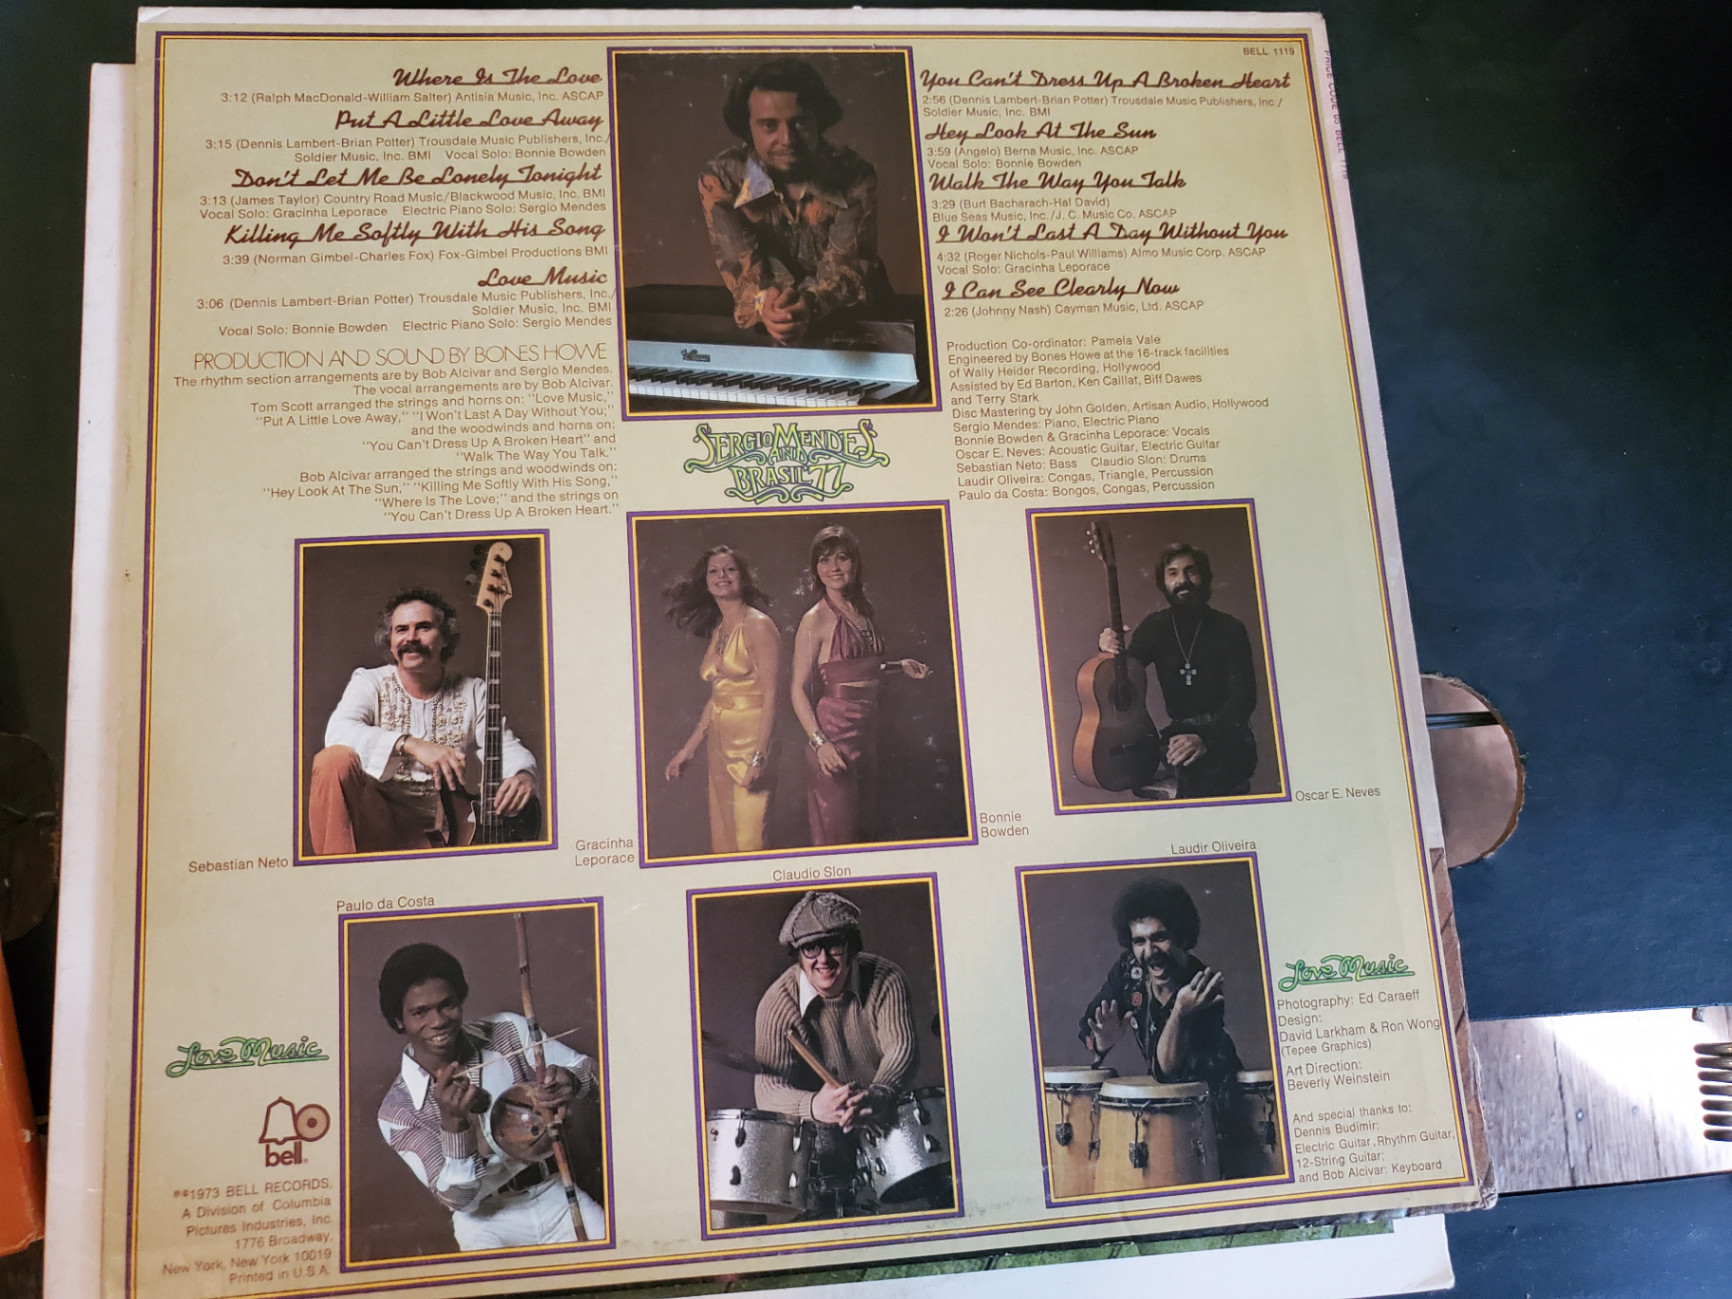 BELL 1119
Where Is The Love
3:12 (Ralph MacDonald-William Salter) Antisia Music, Inc. ASCAP
Put A Little Love Away
3:15 (Dennis Lambert-Brian Potter) Trousdale Music Publishers, Inc./
Soldier Music, Inc. BMI Vocal Solo: Bonnie Bowden
Don't Let Me Be Lonely Tonight
3:13 (James Taylor) Country Road Music/Blackwood Music, Inc. BMI
Vocal Solo: Gracinha Leporace Electric Piano Solo: Sergio Mendes
Killing Me Softly With His Song
3:39 (Norman Gimbel-Charles Fox) Fox-Gimbel Productions BMI
Love Music
3:06 (Dennis Lambert-Brian Potter) Trousdale Music Publishers, Inc./
Soldier Music, Inc. BMI
Vocal Solo: Bonnie Bowden Electric Piano Solo: Sergio Mendes
PRODUCTION AND SOUND BY BONES HOWE
The rhythm section arrangements are by Bob Alcivar and Sergio Mendes.
The vocal arrangements are by Bob Alcivar.
Tom Scott arranged the strings and horns on: "Love Music,"
"Put A Little Love Away," "I Won't Last A Day Without You;"
and the woodwinds and horns on:
"You Can't Dress Up A Broken Heart" and
"Walk The Way You Talk."
Bob Alcivar arranged the strings and woodwinds on:
"Hey Look At The Sun," "Killing Me Softly With His Song,"
"Where Is The Love;" and the strings on
"You Can't Dress Up A Broken Heart."
You Can't Dress Up A Broken Heart
2:56 (Dennis Lambert-Brian Potter) Trousdale Music Publishers, Inc./
Soldier Music, Inc. BMI
Hey Look At The Sun
3:59 (Angelo) Berna Music, Inc. ASCAP
Vocal Solo: Bonnie Bowden
Walk The Way You Talk
3:29 (Burt Bacharach-Hal David)
Blue Seas Music, Inc./J. C. Music Co. ASCAP
I Won't Last A Day Without You
4:32 (Roger Nichols-Paul Williams) Almo Music Corp. ASCAP
Vocal Solo: Gracinha Leporace
I Can See Clearly Now
2:26 (Johnny Nash) Cayman Music, Ltd. ASCAP
Production Co-ordinator: Pamela Vale
Engineered by Bones Howe at the 16-track facilities
of Wally Heider Recording, Hollywood
Assisted by Ed Barton, Ken Caillat, Biff Dawes
and Terry Stark
Disc Mastering by John Golden, Artisan Audio, Hollywood
Sergio Mendes: Piano, Electric Piano
Bonnie Bowden & Gracinha Leporace: Vocals
Oscar E. Neves: Acoustic Guitar, Electric Guitar
Sebastian Neto: Bass Claudio Slon: Drums
Laudir Oliveira: Congas, Triangle, Percussion
Paulo da Costa: Bongos, Congas, Percussion
SERGIO MENDES
AND
BRASIL '77
Sebastian Neto
Gracinha
Leporace
Bonnie
Bowden
Oscar E. Neves
Paulo da Costa
Claudio Slon
Laudir Oliveira
Love Music
bell
℗©1973 BELL RECORDS,
A Division of Columbia
Pictures Industries, Inc.
1776 Broadway,
New York, New York 10019
Printed in U.S.A.
Love Music
Photography: Ed Caraeff
Design:
David Larkham & Ron Wong
(Tepee Graphics)
Art Direction:
Beverly Weinstein
And special thanks to:
Dennis Budimir:
Electric Guitar, Rhythm Guitar,
12-String Guitar;
and Bob Alcivar: Keyboard